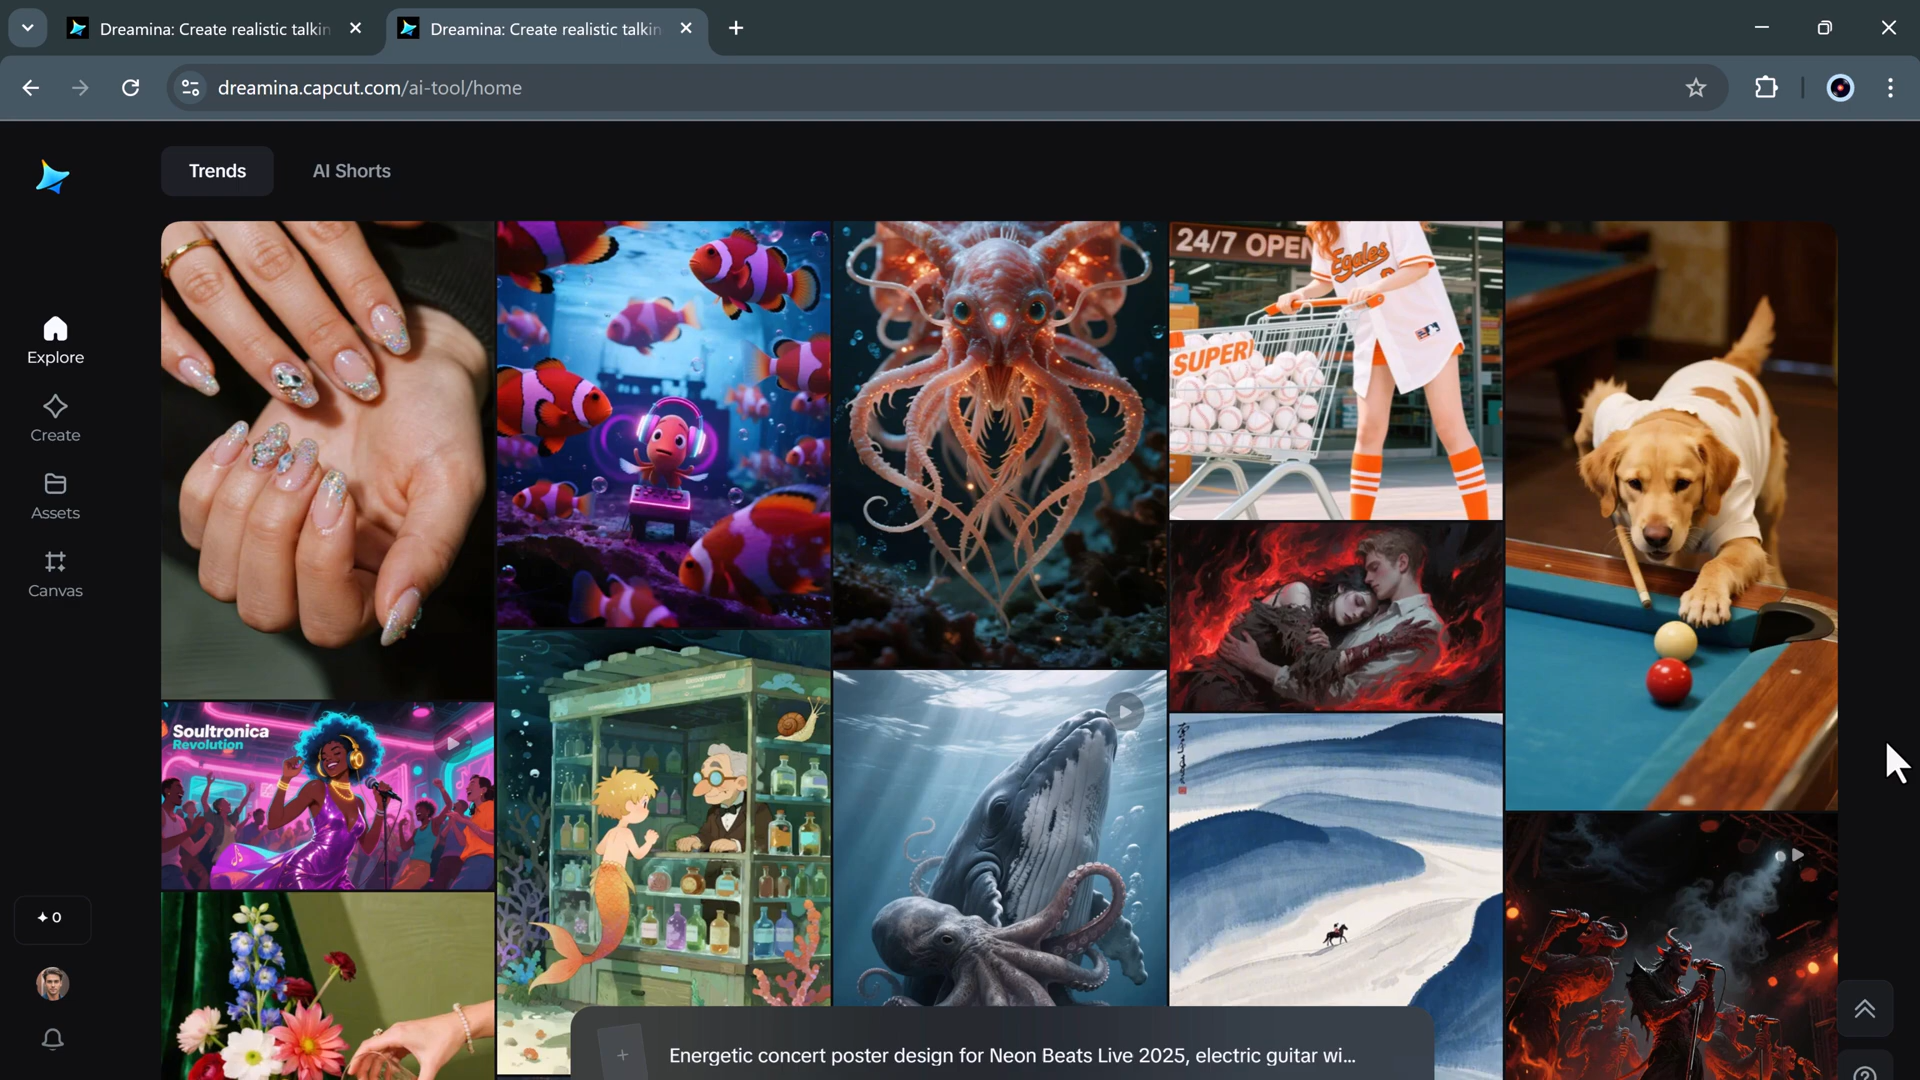 Dreamina: Create realistic talkin
Dreamina: Create realistic talkin
dreamina.capcut.com/ai-tool/home
Trends
AI Shorts
Explore
Create
Assets
Canvas
0
24/7 OPEN
Egales
SUPER!
Soultronica
Revolution
Energetic concert poster design for Neon Beats Live 2025, electric guitar wi...